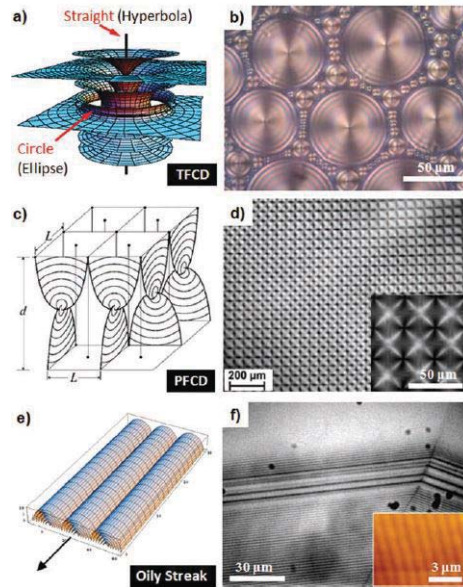 a)
Straight (Hyperbola)
Circle
(Ellipse)
TFCD
b)
50 µm
c)
L
d
L
PFCD
d)
200 µm
50 µm
e)
Oily Streak
f)
30 µm
3 µm